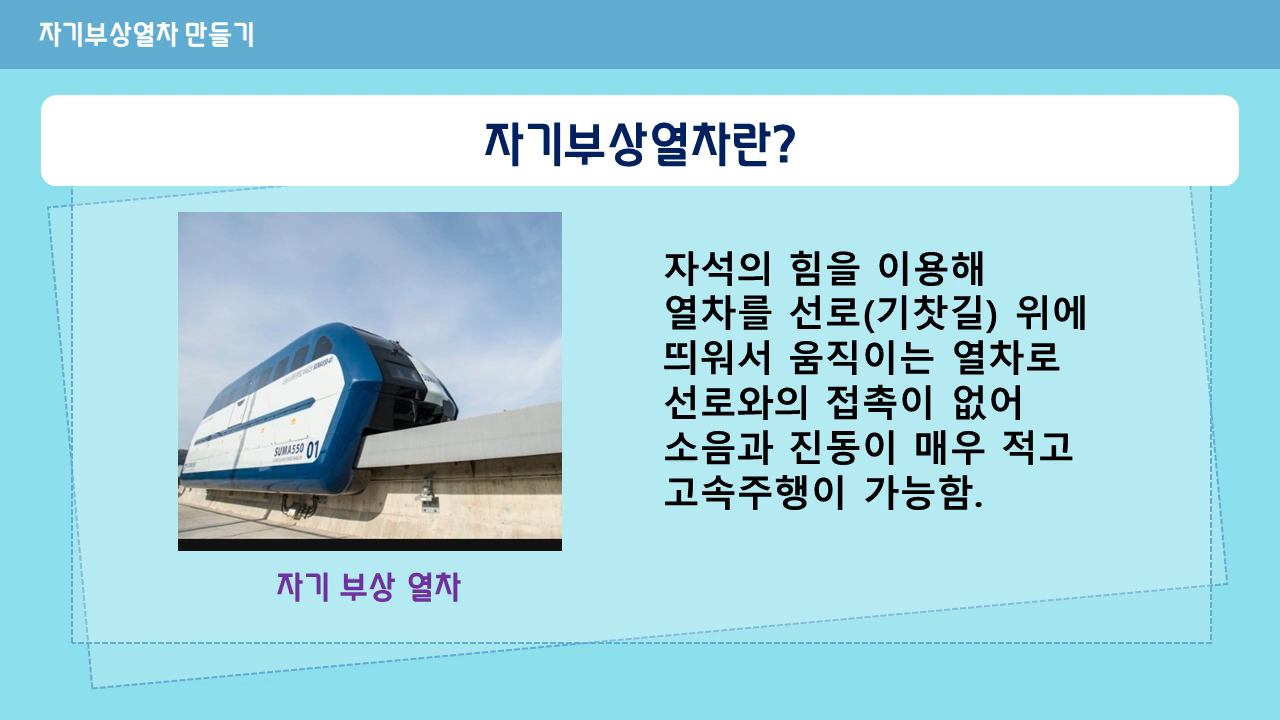 자기부상열차 만들기
자기부상열차란?
자석의 힘을 이용해
열차를 선로(기찻길) 위에
띄워서 움직이는 열차로
선로와의 접촉이 없어
소음과 진동이 매우 적고
고속주행이 가능함.
SUMA550 01
자기 부상 열차